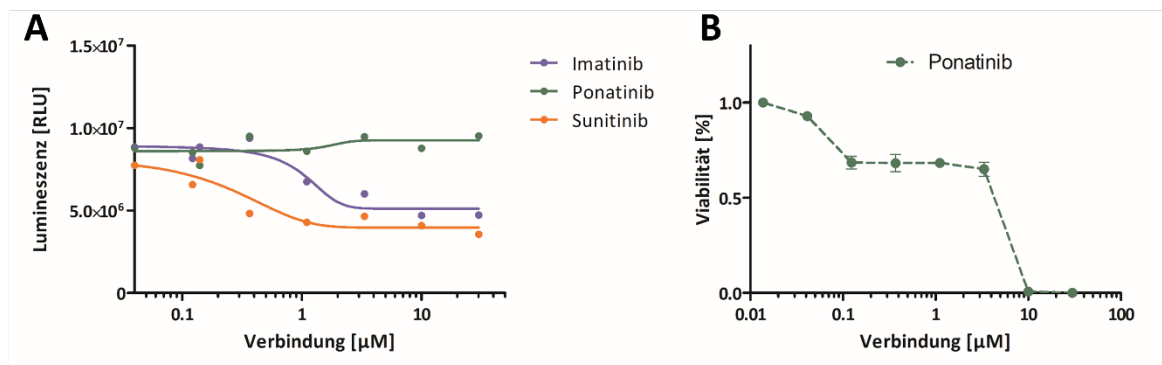 A
Lumineszenz [RLU]
1.5×10⁷
1.0×10⁷
5.0×10⁶
0
0.1
1
10
Verbindung [µM]
Imatinib
Ponatinib
Sunitinib
B
Viabilität [%]
1.0
0.5
0.0
0.01
0.1
1
10
100
Verbindung [µM]
Ponatinib